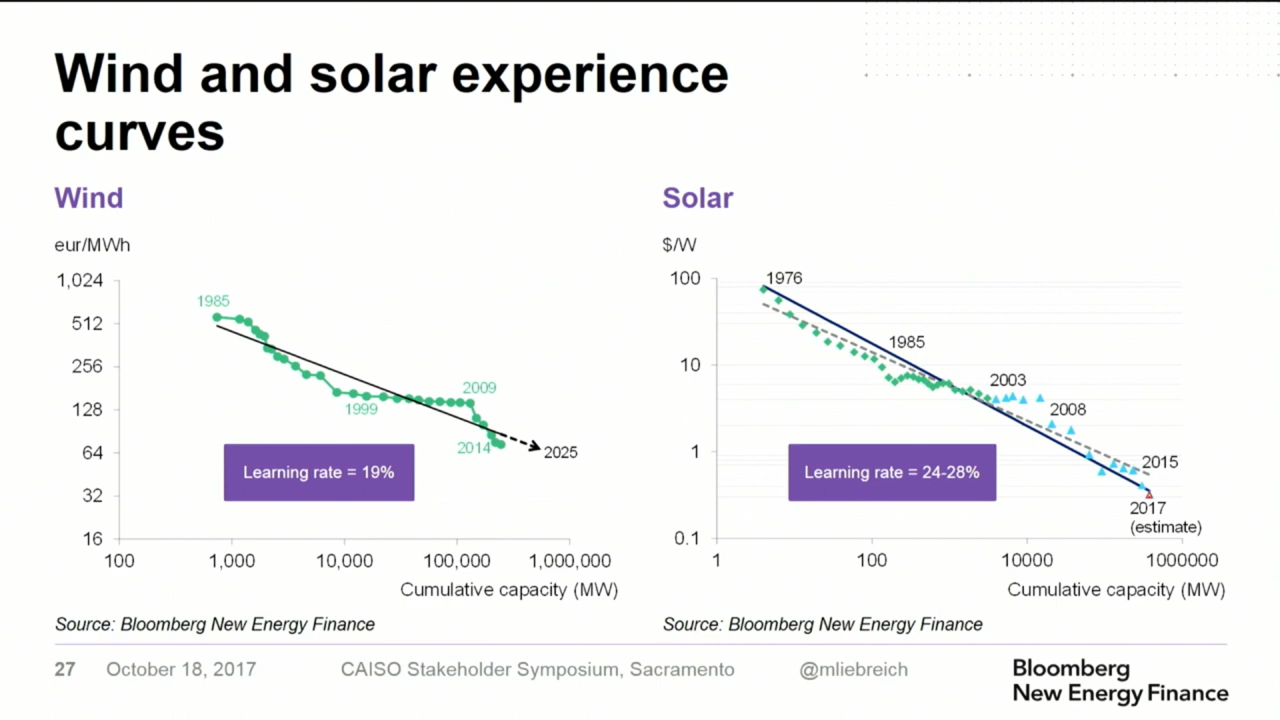 Wind and solar experience
curves
Wind
eur/MWh
1,024
512
256
128
64
32
16
1985
1999
2009
2014
2025
Learning rate = 19%
100
1,000
10,000
100,000
1,000,000
Cumulative capacity (MW)
Source: Bloomberg New Energy Finance
Solar
$/W
100
10
1
0.1
1976
1985
2003
2008
2015
2017
(estimate)
Learning rate = 24-28%
1
100
10000
1000000
Cumulative capacity (MW)
Source: Bloomberg New Energy Finance
27 October 18, 2017 CAISO Stakeholder Symposium, Sacramento @mliebreich
Bloomberg
New Energy Finance